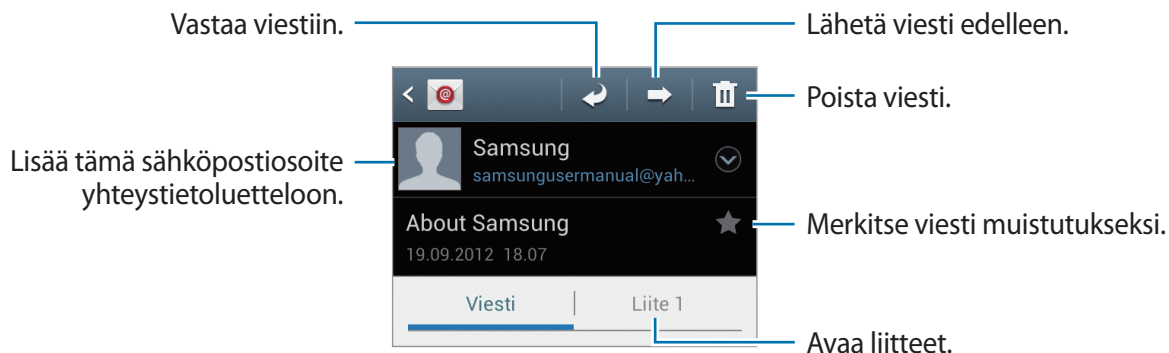 Vastaa viestiin.
Lähetä viesti edelleen.
@
Poista viesti.
Lisää tämä sähköpostiosoite
yhteystietoluetteloon.
Samsung
samsungusermanual@yah...
About Samsung
19.09.2012 18.07
Merkitse viesti muistutukseksi.
Viesti
Liite 1
Avaa liitteet.